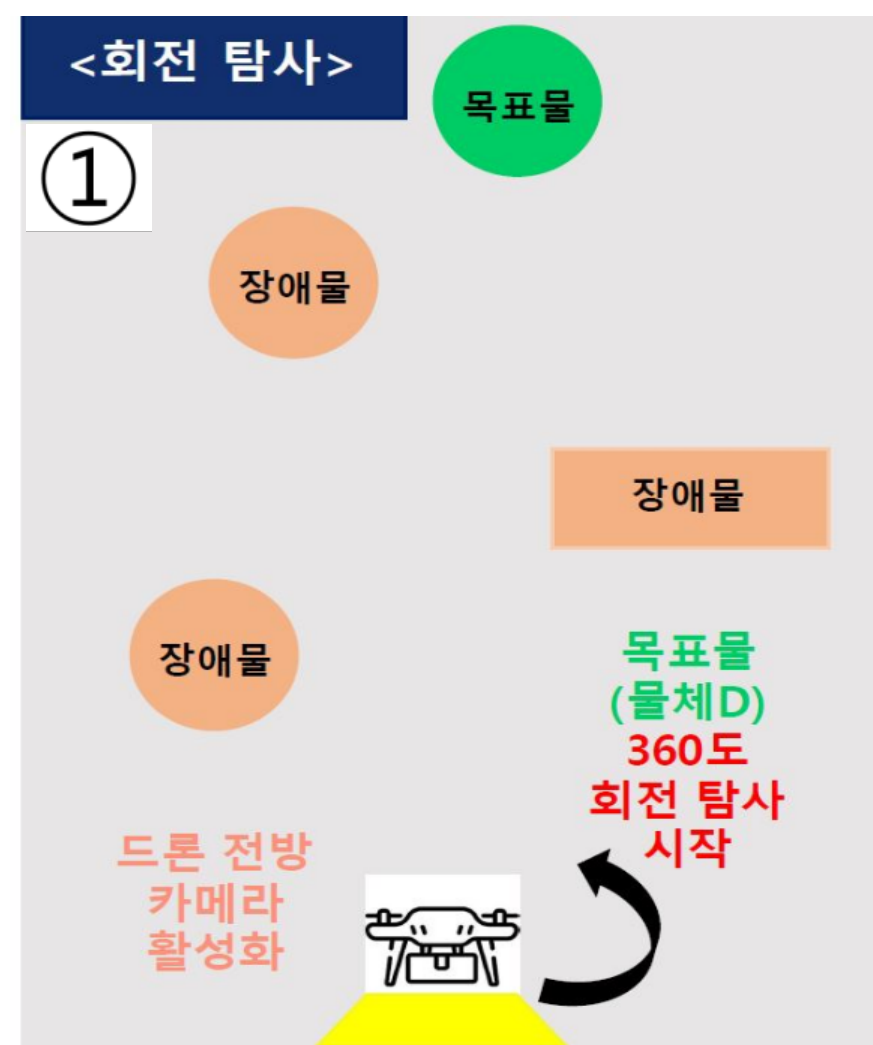 <회전 탐사>
목표물
①
장애물
장애물
장애물
목표물
(물체D)
360도
회전 탐사
시작
드론 전방
카메라
활성화